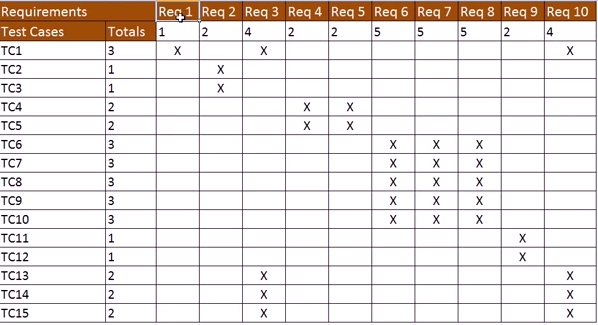 Requirements Req 1 Req 2 Req 3 Req 4 Req 5 Req 6 Req 7 Req 8 Req 9 Req 10
Test Cases Totals 1 2 4 2 2 5 5 5 2 4
TC1 3 X X X
TC2 1 X
TC3 1 X
TC4 2 X X
TC5 2 X X
TC6 3 X X X
TC7 3 X X X
TC8 3 X X X
TC9 3 X X X
TC10 3 X X X
TC11 1 X
TC12 1 X
TC13 2 X X
TC14 2 X X
TC15 2 X X